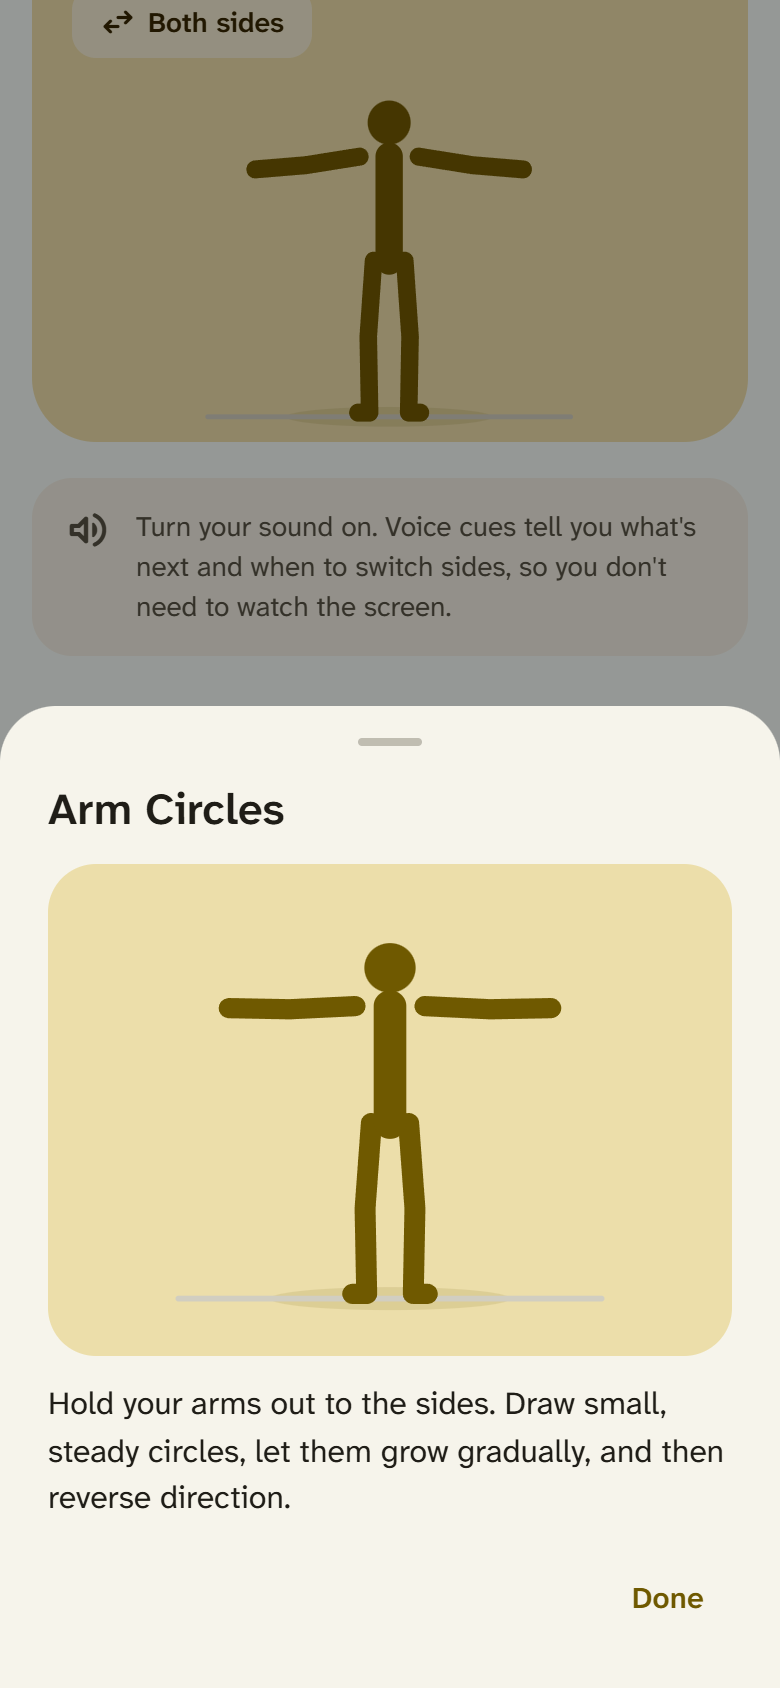 Both sides
Turn your sound on. Voice cues tell you what's
next and when to switch sides, so you don't
need to watch the screen.
Arm Circles
Hold your arms out to the sides. Draw small,
steady circles, let them grow gradually, and then
reverse direction.
Done